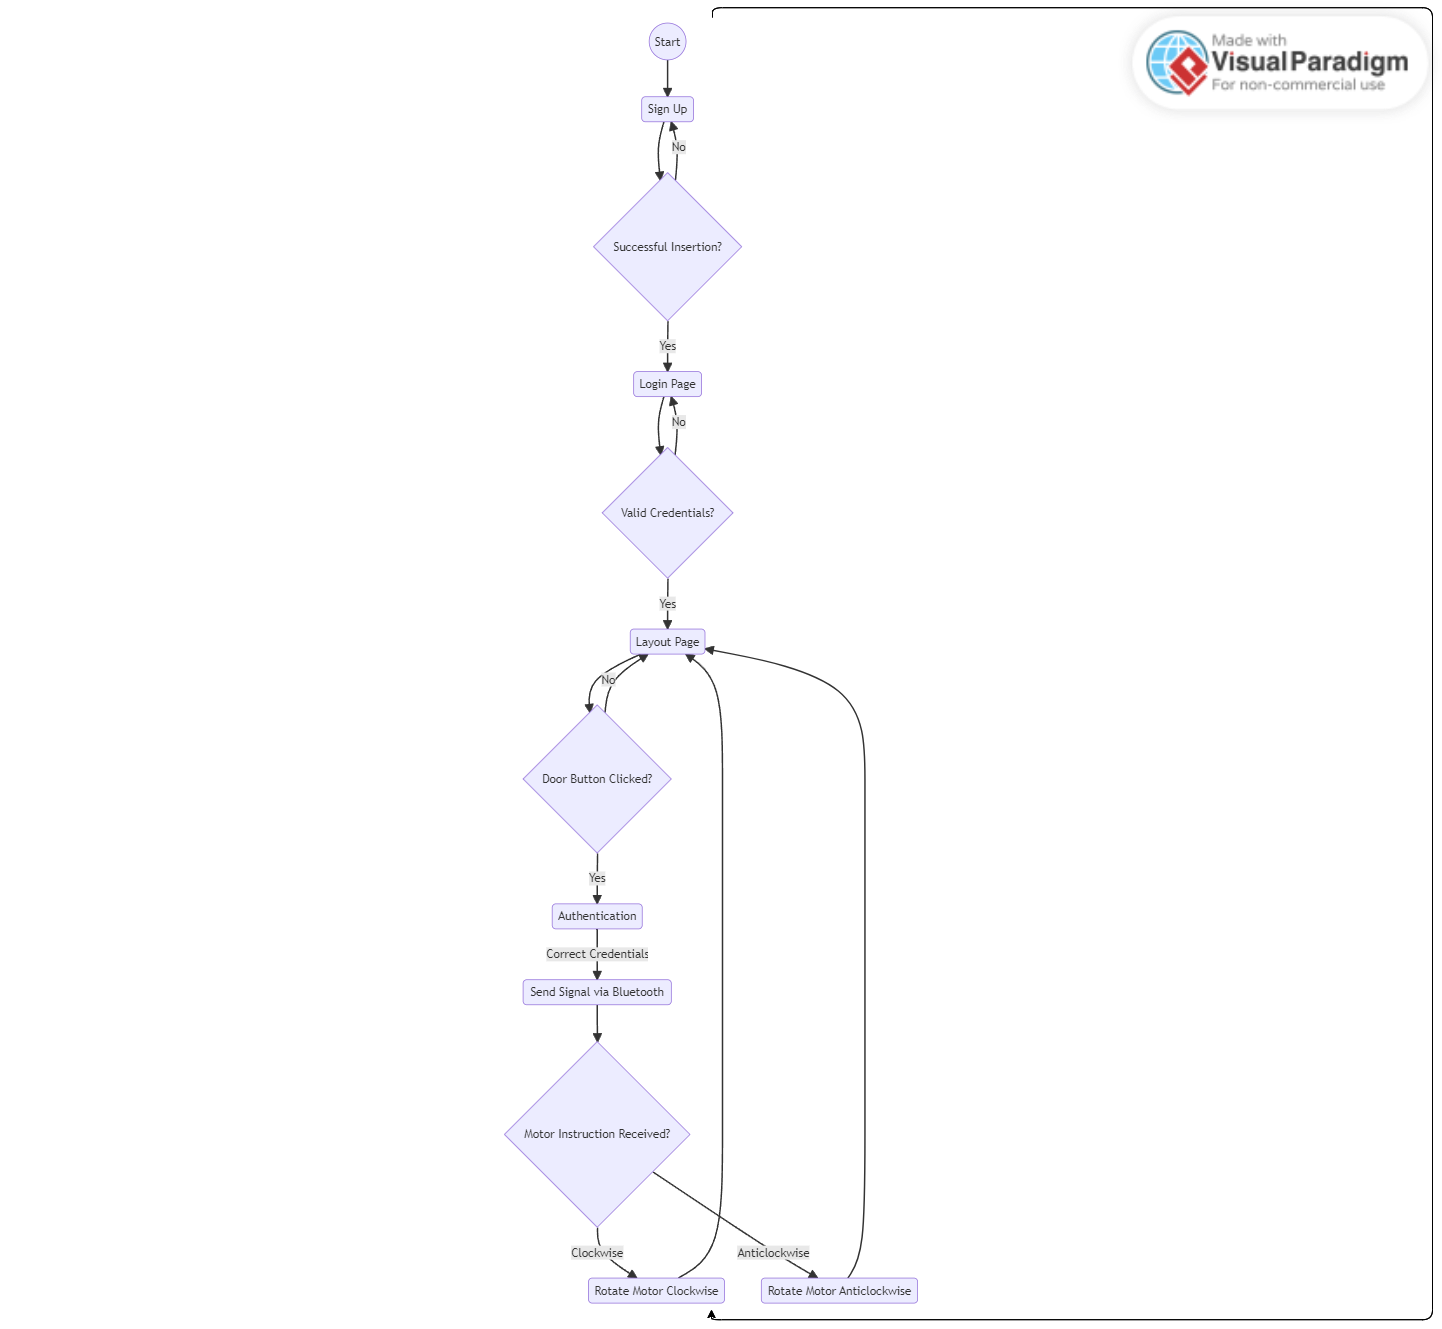 Start
Made with
Visual Paradigm
For non-commercial use
Sign Up
No
Successful Insertion?
Yes
Login Page
No
Valid Credentials?
Yes
Layout Page
No
Door Button Clicked?
Yes
Authentication
Correct Credentials
Send Signal via Bluetooth
Motor Instruction Received?
Clockwise
Anticlockwise
Rotate Motor Clockwise
Rotate Motor Anticlockwise